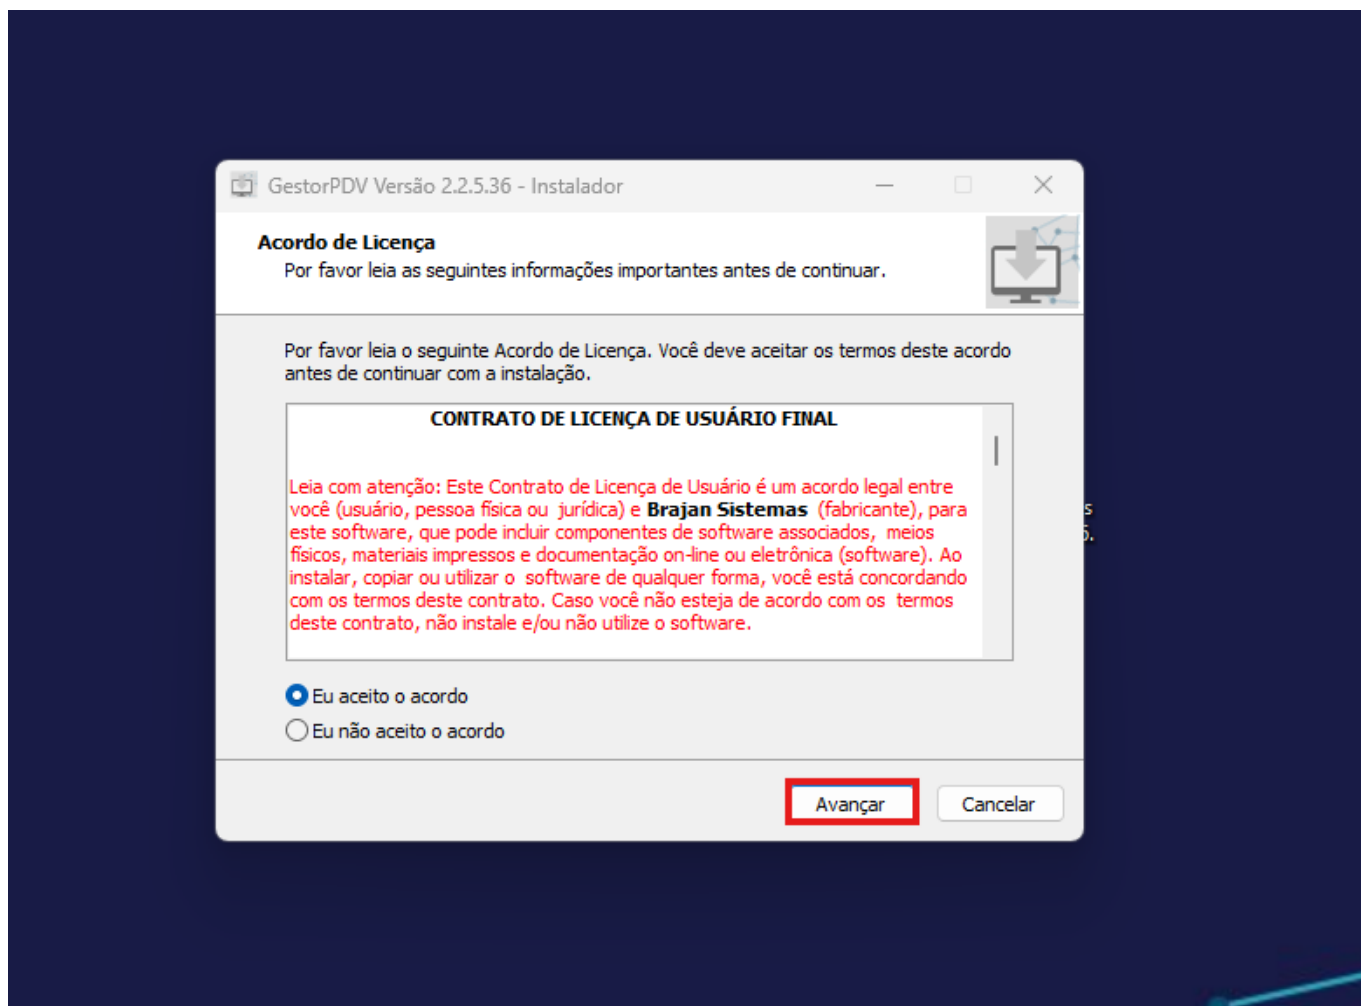 GestorPDV Versão 2.2.5.36 - Instalador
Acordo de Licença
Por favor leia as seguintes informações importantes antes de continuar.
Por favor leia o seguinte Acordo de Licença. Você deve aceitar os termos deste acordo
antes de continuar com a instalação.
CONTRATO DE LICENÇA DE USUÁRIO FINAL
Leia com atenção: Este Contrato de Licença de Usuário é um acordo legal entre
você (usuário, pessoa física ou jurídica) e Brajan Sistemas (fabricante), para
este software, que pode incluir componentes de software associados, meios
físicos, materiais impressos e documentação on-line ou eletrônica (software). Ao
instalar, copiar ou utilizar o software de qualquer forma, você está concordando
com os termos deste contrato. Caso você não esteja de acordo com os termos
deste contrato, não instale e/ou não utilize o software.
Eu aceito o acordo
Eu não aceito o acordo
Avançar
Cancelar